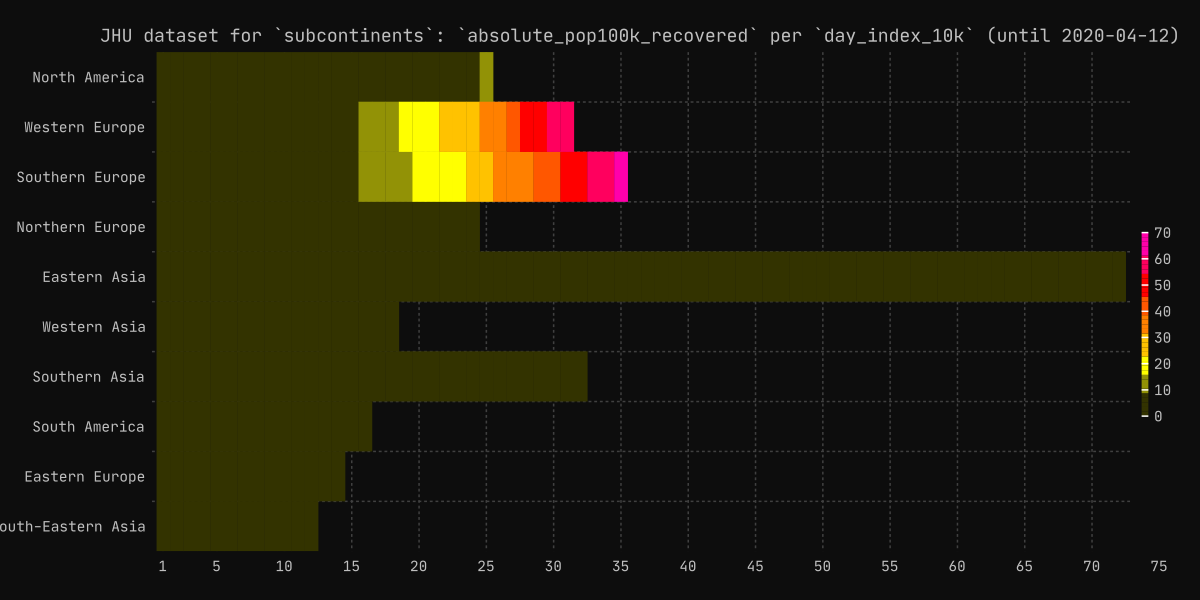 JHU dataset for `subcontinents`: `absolute_pop100k_recovered` per `day_index_10k` (until 2020-04-12)
North America
Western Europe
Southern Europe
Northern Europe
Eastern Asia
Western Asia
Southern Asia
South America
Eastern Europe
outh-Eastern Asia
70
60
50
40
30
20
10
0
1 5 10 15 20 25 30 35 40 45 50 55 60 65 70 75